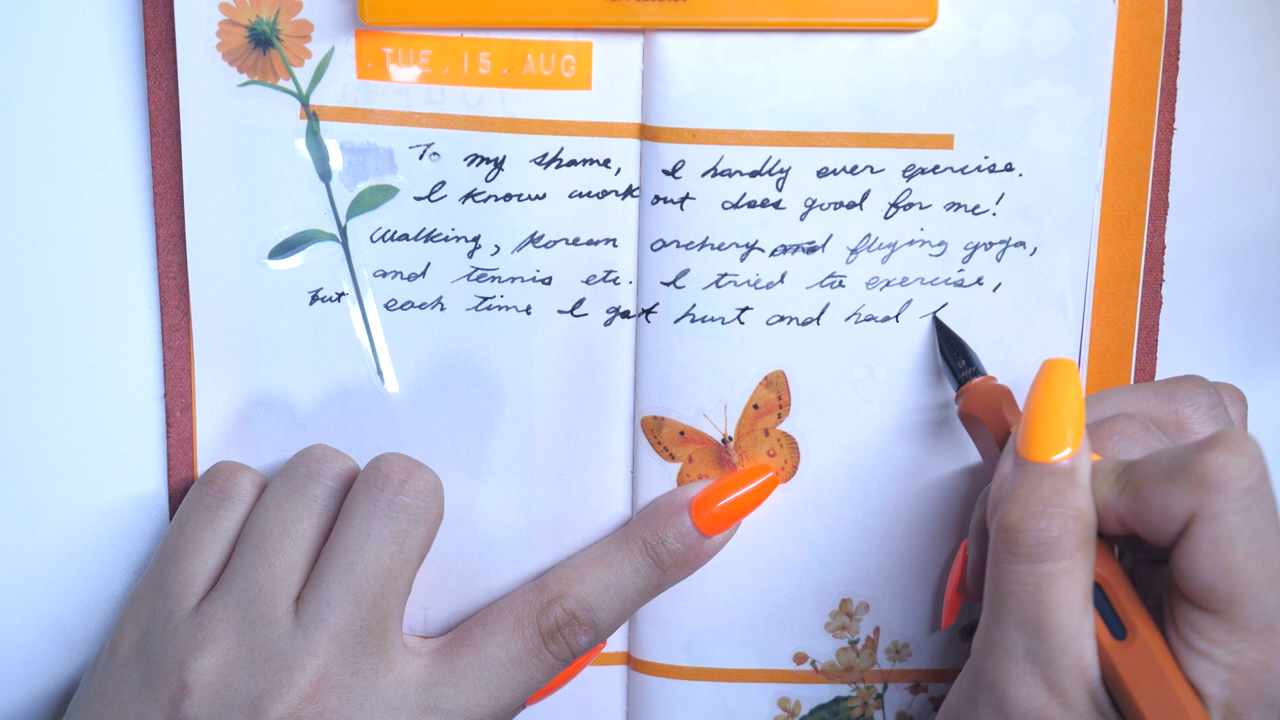 TUE.15.AUG
To my shame, I hardly ever exercise.
I know work out does good for me!
Walking, Korean archery and flying yoga,
and tennis etc. I tried to exercise,
but each time I got hurt and had